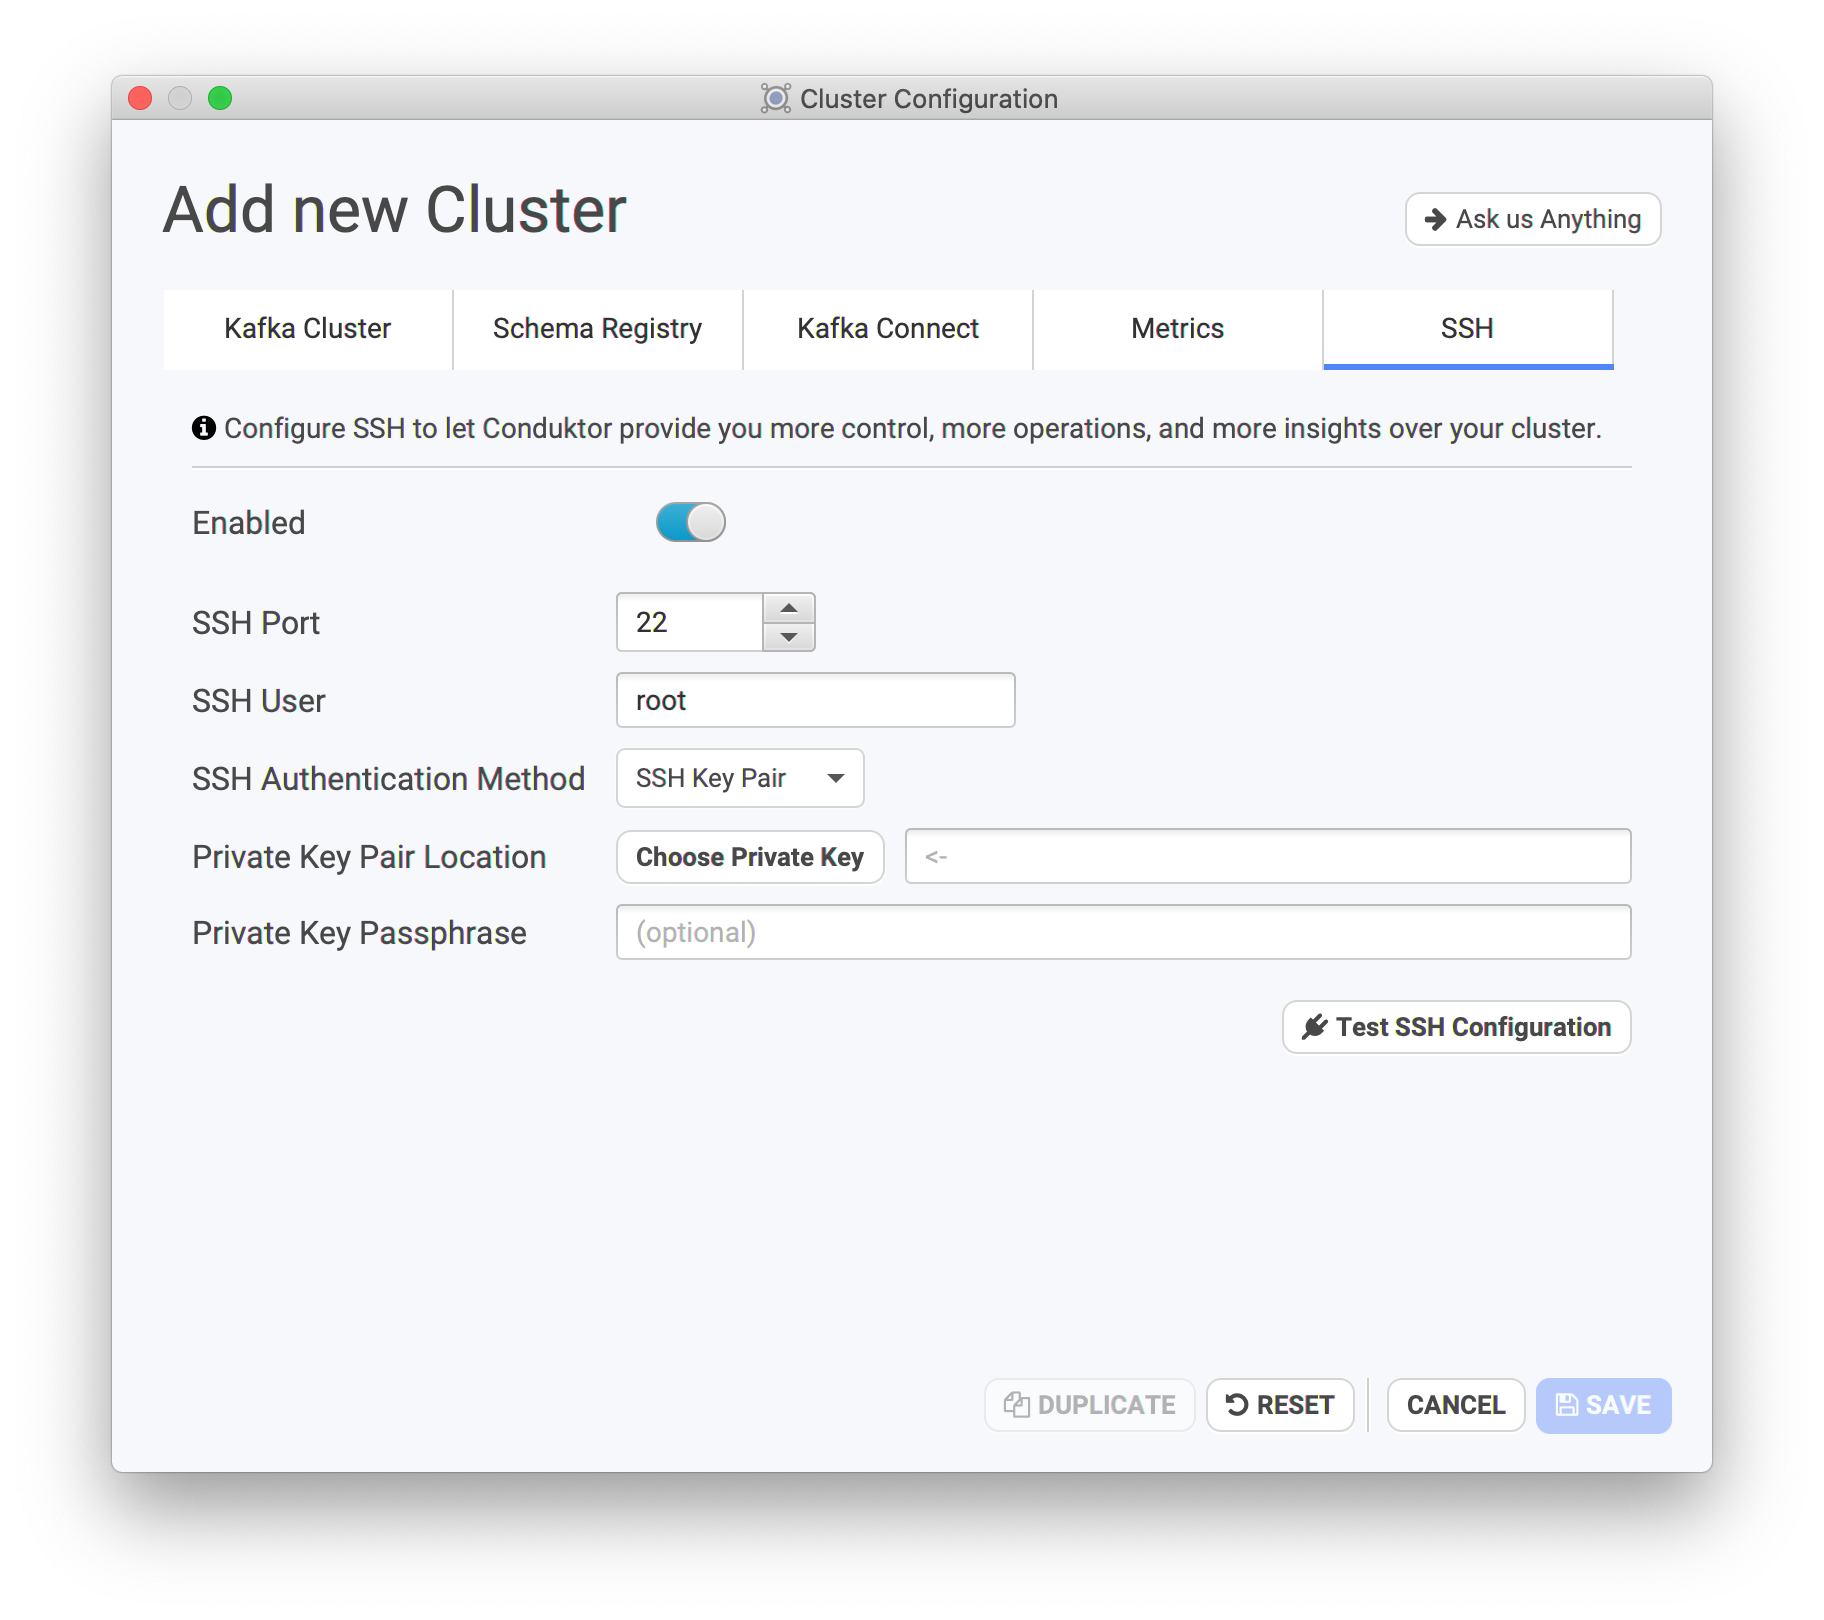 Cluster Configuration
Add new Cluster
Ask us Anything
Kafka Cluster
Schema Registry
Kafka Connect
Metrics
SSH
Configure SSH to let Conduktor provide you more control, more operations, and more insights over your cluster.
Enabled
SSH Port
22
SSH User
root
SSH Authentication Method
SSH Key Pair
Private Key Pair Location
Choose Private Key
<-
Private Key Passphrase
(optional)
Test SSH Configuration
DUPLICATE
RESET
CANCEL
SAVE